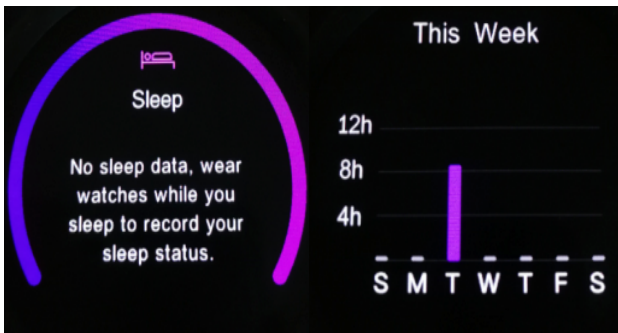 Sleep
No sleep data, wear
watches while you
sleep to record your
sleep status.
This Week
12h
8h
4h
S M T W T F S